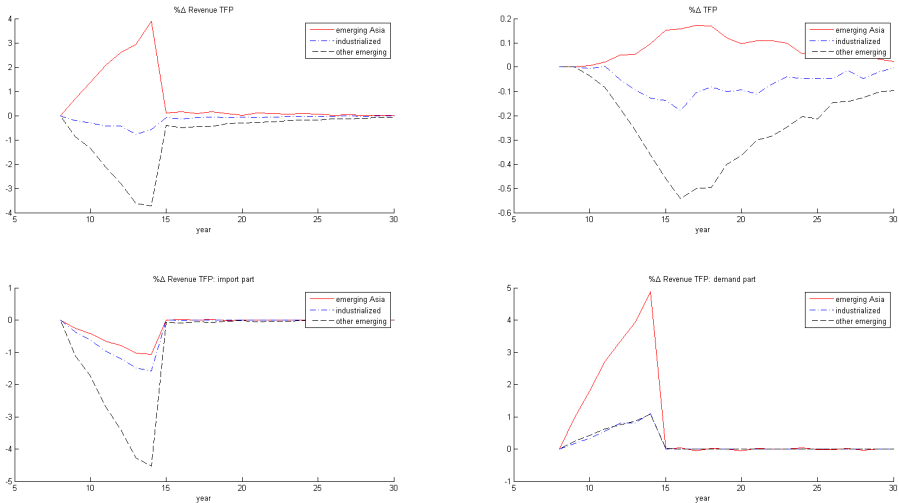 %Δ Revenue TFP
4
3
2
1
0
-1
-2
-3
-4
5
10
15
20
25
30
year
emerging Asia
industrialized
other emerging
%Δ TFP
0.2
0.1
0
-0.1
-0.2
-0.3
-0.4
-0.5
-0.6
5
10
15
20
25
30
year
emerging Asia
industrialized
other emerging
%Δ Revenue TFP: import part
1
0
-1
-2
-3
-4
-5
5
10
15
20
25
30
year
emerging Asia
industrialized
other emerging
%Δ Revenue TFP: demand part
5
4
3
2
1
0
-1
5
10
15
20
25
30
year
emerging Asia
industrialized
other emerging